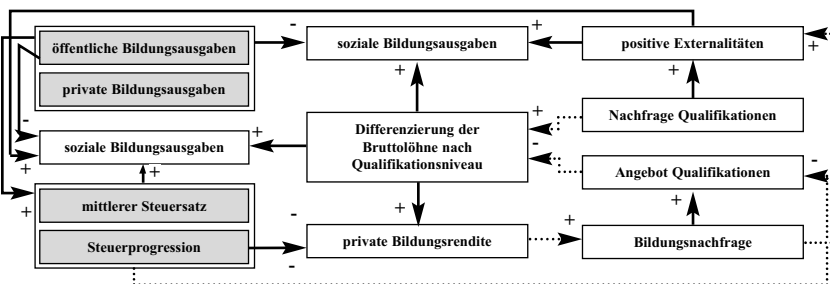 öffentliche Bildungsausgaben
-
soziale Bildungsausgaben
+
positive Externalitäten
+
private Bildungsausgaben
+
+
-
soziale Bildungsausgaben
+
+
+
Differenzierung der
Bruttolöhne nach
Qualifikationsniveau
+
-
Nachfrage Qualifikationen
Angebot Qualifikationen
-
+
mittlerer Steuersatz
+
-
+
+
Steuerprogression
-
private Bildungsrendite
+
Bildungsnachfrage